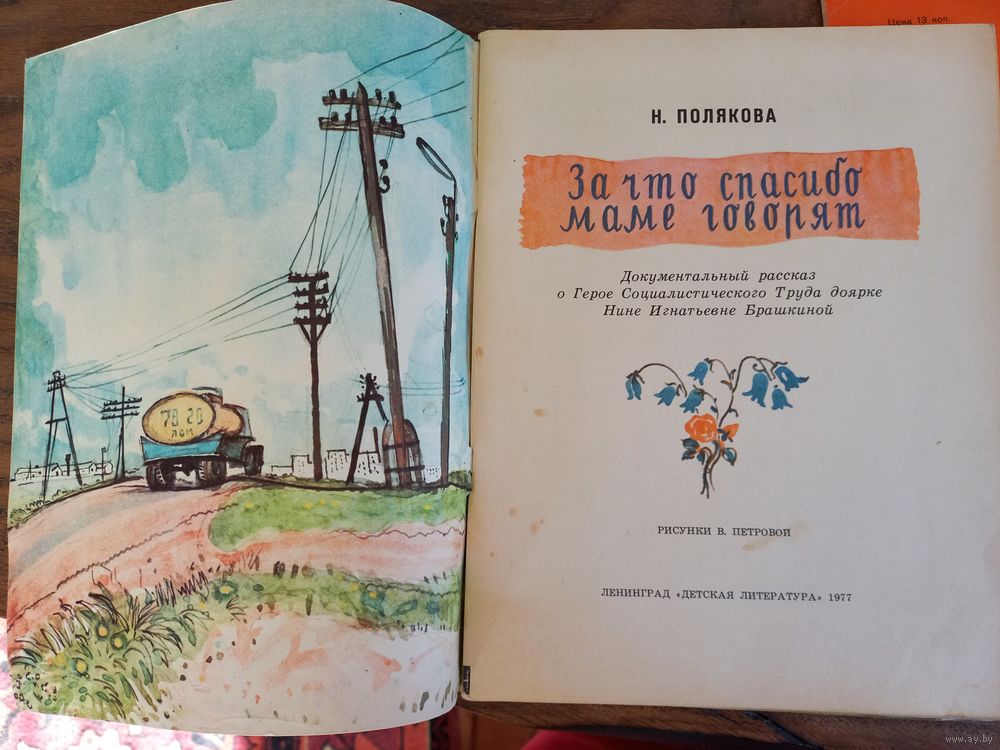 Цена 13 коп.
Н. ПОЛЯКОВА
За что спасибо
маме говорят
Документальный рассказ
о Герое Социалистического Труда доярке
Нине Игнатьевне Брашкиной
РИСУНКИ В. ПЕТРОВОЙ
ЛЕНИНГРАД «ДЕТСКАЯ ЛИТЕРАТУРА» 1977
78 20
ЛОИ
www.ay.by